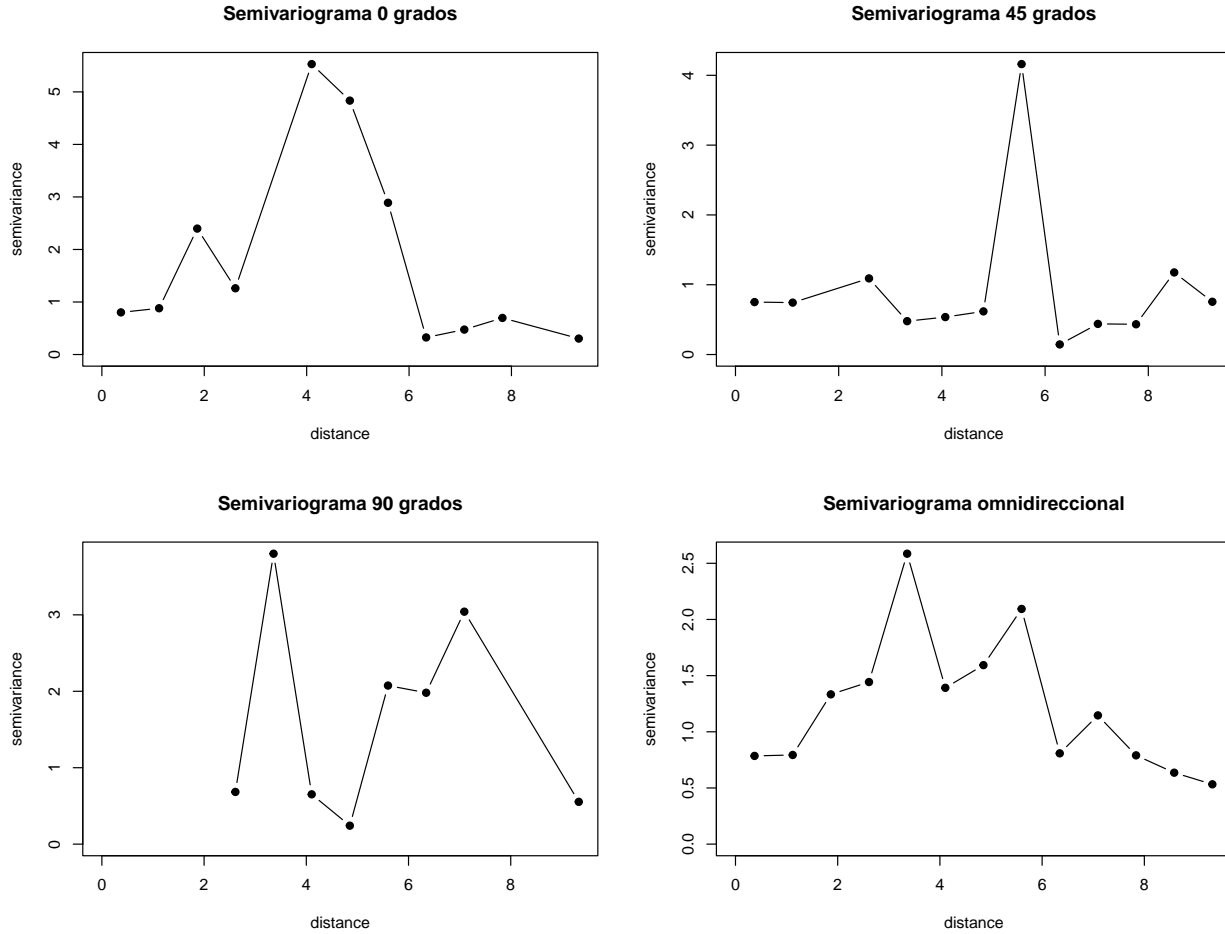 Semivariograma 0 grados
semivariance
0 1 2 3 4 5
0 2 4 6 8
distance
Semivariograma 45 grados
semivariance
0 1 2 3 4
0 2 4 6 8
distance
Semivariograma 90 grados
semivariance
0 1 2 3
0 2 4 6 8
distance
Semivariograma omnidireccional
semivariance
0.0 0.5 1.0 1.5 2.0 2.5
0 2 4 6 8
distance